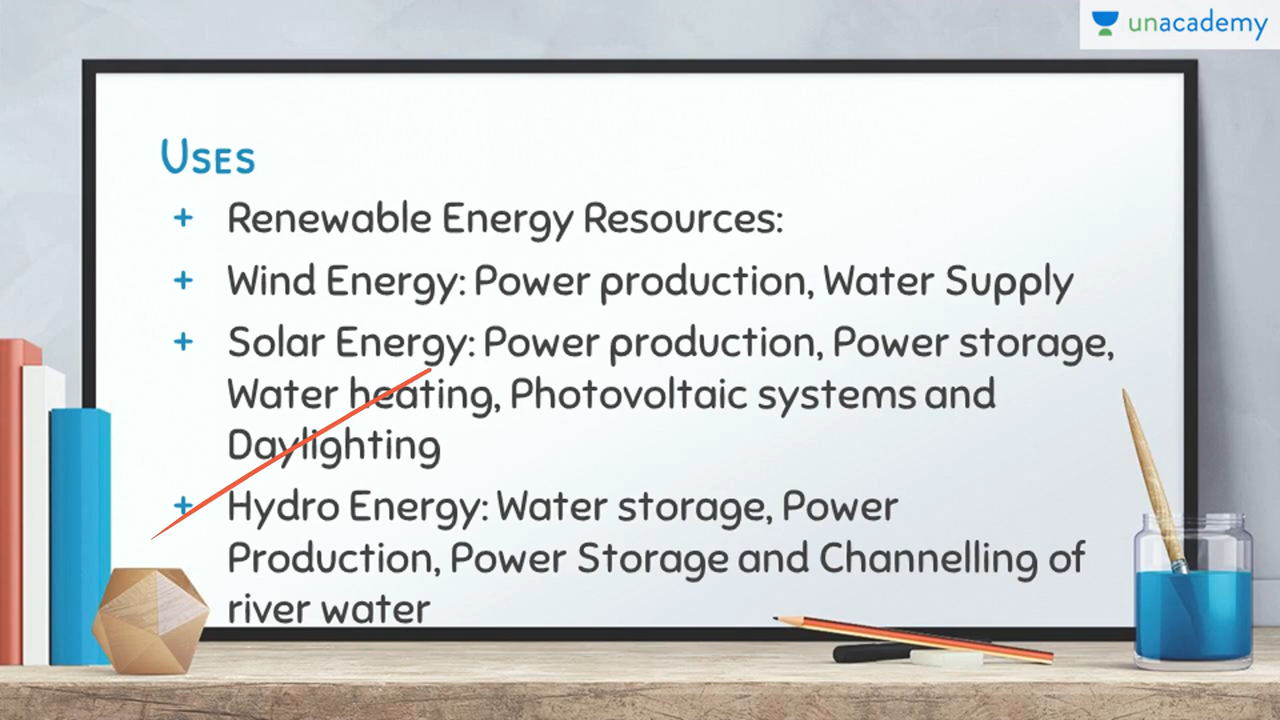 unacademy
Uses
+ Renewable Energy Resources:
+ Wind Energy: Power production, Water Supply
+ Solar Energy: Power production, Power storage,
Water heating, Photovoltaic systems and
Daylighting
+ Hydro Energy: Water storage, Power
Production, Power Storage and Channelling of
river water